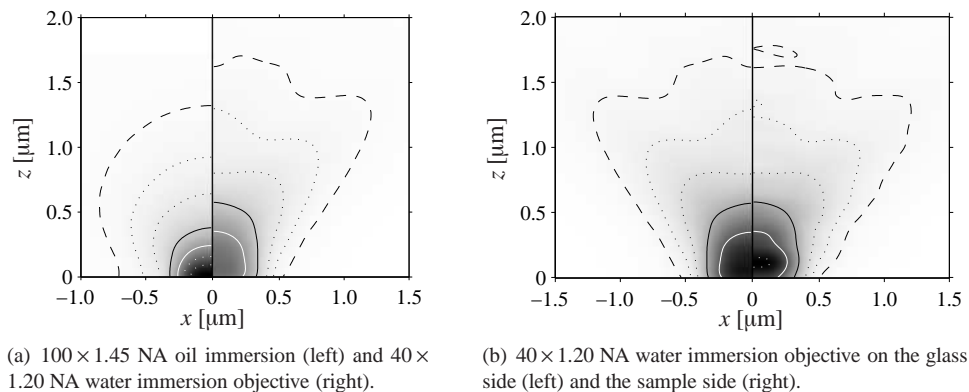 2.0
1.5
1.0
0.5
0
z [μm]
−1.0 −0.5 0 0.5 1.0 1.5
x [μm]
(a) 100 × 1.45 NA oil immersion (left) and 40 ×
1.20 NA water immersion objective (right).
2.0
1.5
1.0
0.5
0
z [μm]
−1.5 −1.0 −0.5 0 0.5 1.0 1.5
x [μm]
(b) 40 × 1.20 NA water immersion objective on the glass
side (left) and the sample side (right).